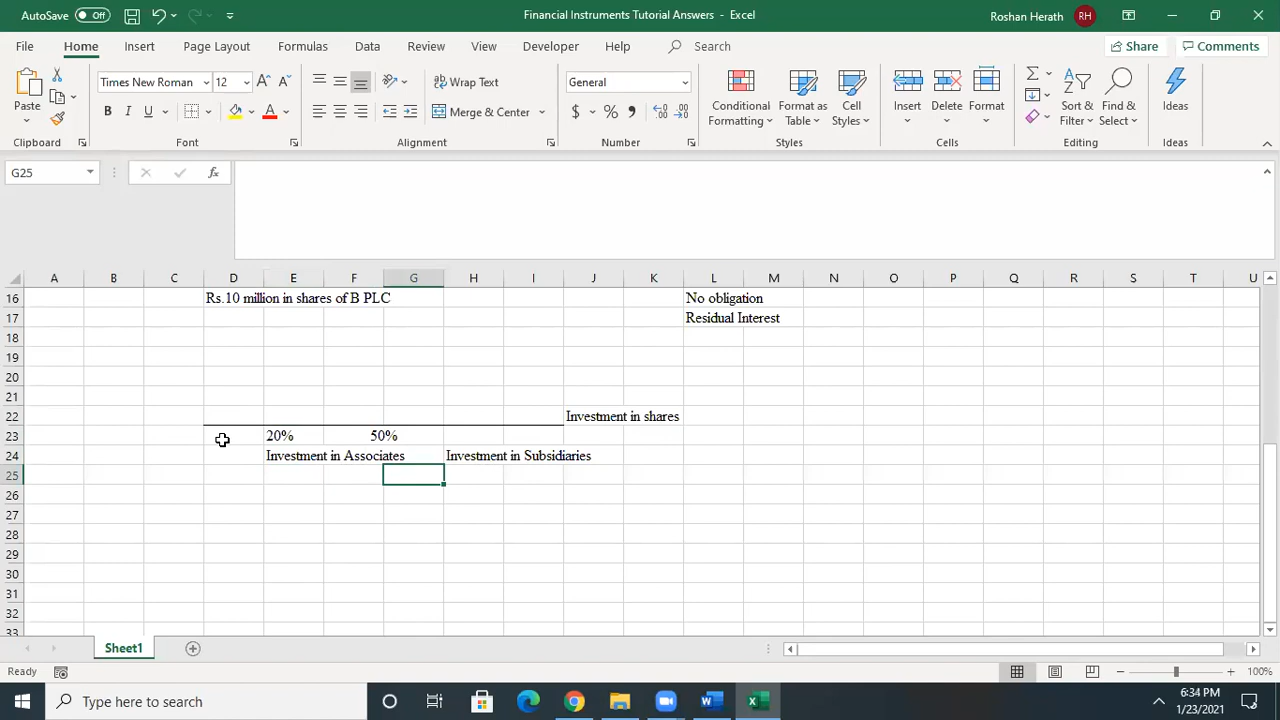 AutoSave Off Financial Instruments Tutorial Answers - Excel Roshan Herath RH
File Home Insert Page Layout Formulas Data Review View Developer Help Search Share Comments
Times New Roman 12 Wrap Text General
Paste B I U Merge & Center $ % Conditional Formatting Format as Table Cell Styles Insert Delete Format Sort & Filter Find & Select Ideas
Clipboard Font Alignment Number Styles Cells Editing Ideas
G25 fx
A B C D E F G H I J K L M N O P Q R S T U
16 Rs.10 million in shares of B PLC No obligation
17 Residual Interest
18
19
20
21
22 Investment in shares
23 20% 50%
24 Investment in Associates Investment in Subsidiaries
25
26
27
28
29
30
31
32
33
Sheet1
Ready 100%
Type here to search 6:34 PM
1/23/2021